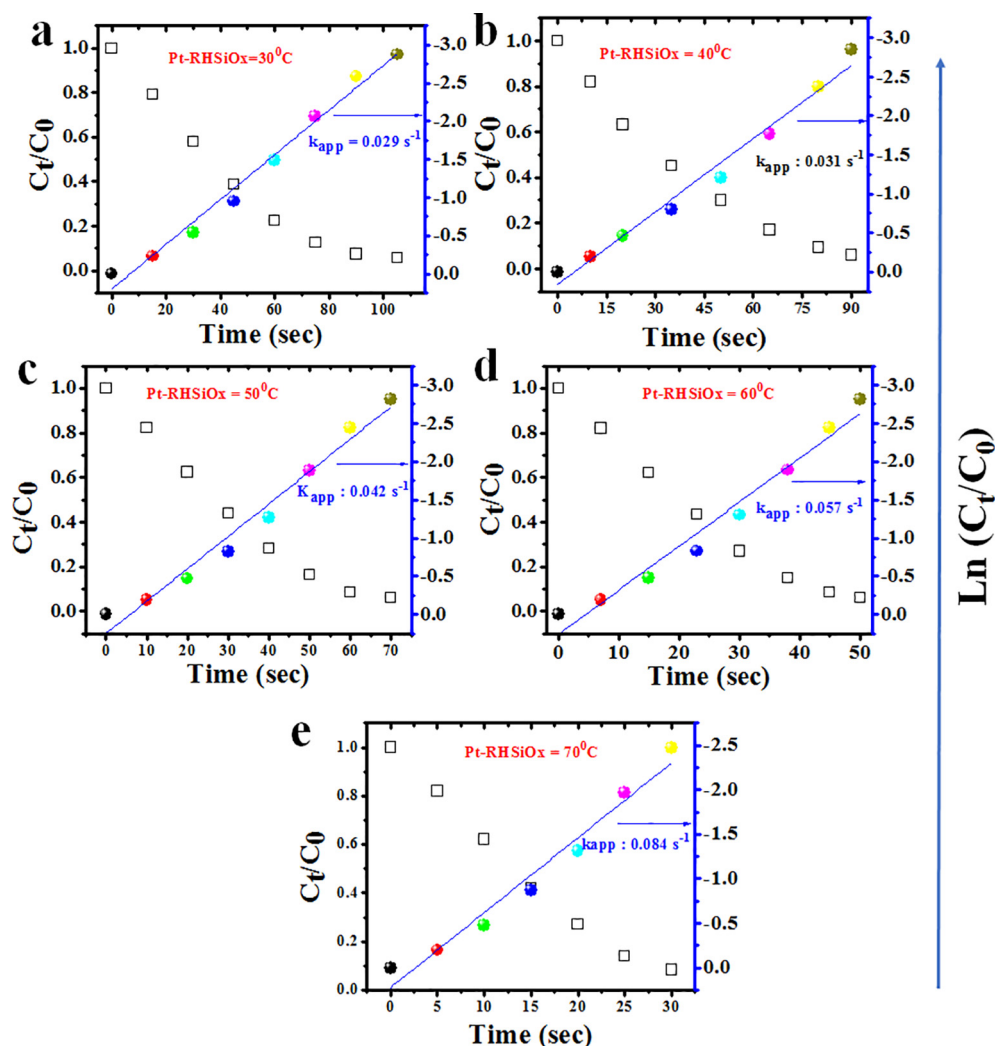 a
Pt-RHSiOx=30⁰C
k_app = 0.029 s⁻¹
1.0
0.8
0.6
0.4
0.2
0.0
-3.0
-2.5
-2.0
-1.5
-1.0
-0.5
0.0
0 20 40 60 80 100
Ct/C0
Time (sec)
b
Pt-RHSiOx = 40⁰C
k_app : 0.031 s⁻¹
1.0
0.8
0.6
0.4
0.2
0.0
-3.0
-2.5
-2.0
-1.5
-1.0
-0.5
0.0
0 15 30 45 60 75 90
Ct/C0
Time (sec)
c
Pt-RHSiOx = 50⁰C
K_app : 0.042 s⁻¹
1.0
0.8
0.6
0.4
0.2
0.0
-3.0
-2.5
-2.0
-1.5
-1.0
-0.5
0.0
0 10 20 30 40 50 60 70
Ct/C0
Time (sec)
d
Pt-RHSiOx = 60⁰C
k_app : 0.057 s⁻¹
1.0
0.8
0.6
0.4
0.2
0.0
-3.0
-2.5
-2.0
-1.5
-1.0
-0.5
0.0
0 10 20 30 40 50
Ct/C0
Time (sec)
e
Pt-RHSiOx = 70⁰C
kapp : 0.084 s⁻¹
1.0
0.8
0.6
0.4
0.2
0.0
-2.5
-2.0
-1.5
-1.0
-0.5
0.0
0 5 10 15 20 25 30
Ct/C0
Time (sec)
Ln (Ct/C0)